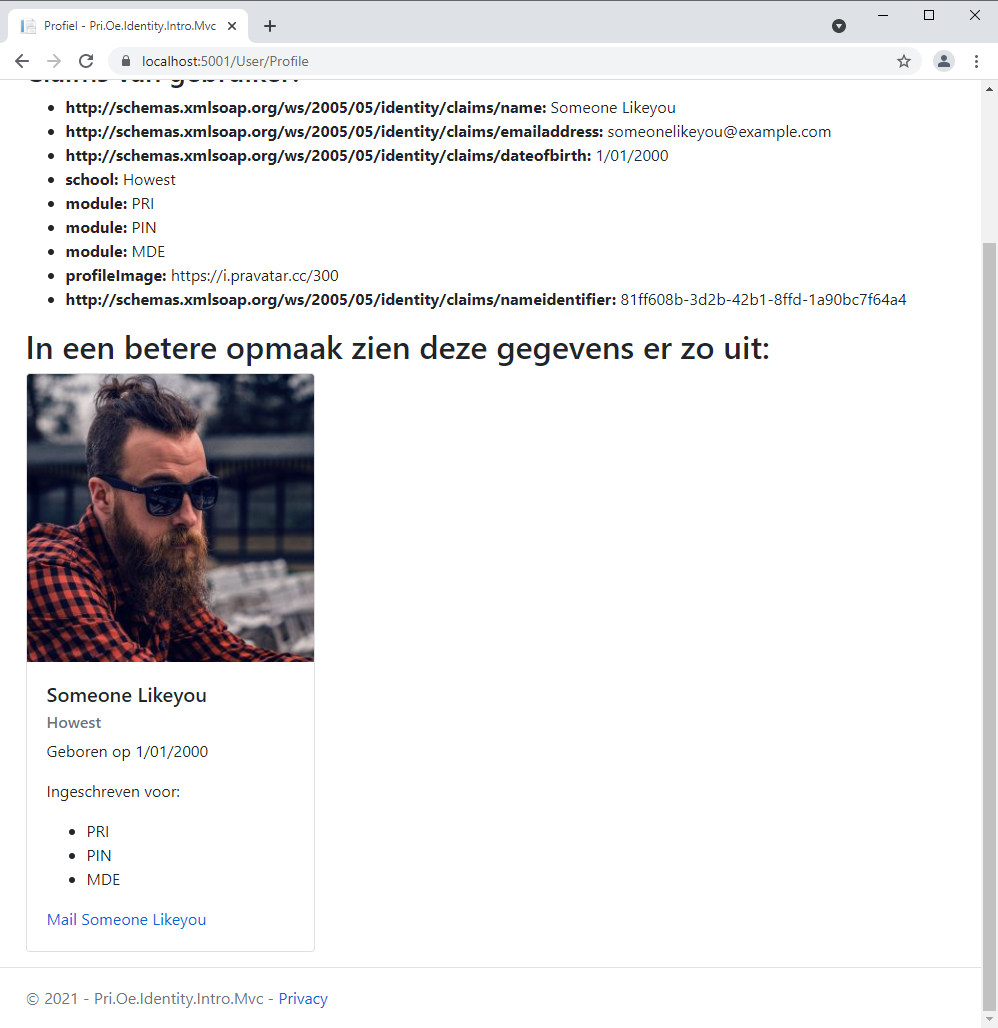 Profiel - Pri.Oe.Identity.Intro.Mvc
localhost:5001/User/Profile
Claims van gebruiker:
http://schemas.xmlsoap.org/ws/2005/05/identity/claims/name: Someone Likeyou
http://schemas.xmlsoap.org/ws/2005/05/identity/claims/emailaddress: someonelikeyou@example.com
http://schemas.xmlsoap.org/ws/2005/05/identity/claims/dateofbirth: 1/01/2000
school: Howest
module: PRI
module: PIN
module: MDE
profileImage: https://i.pravatar.cc/300
http://schemas.xmlsoap.org/ws/2005/05/identity/claims/nameidentifier: 81ff608b-3d2b-42b1-8ffd-1a90bc7f64a4
In een betere opmaak zien deze gegevens er zo uit:
Someone Likeyou
Howest
Geboren op 1/01/2000
Ingeschreven voor:
PRI
PIN
MDE
Mail Someone Likeyou
© 2021 - Pri.Oe.Identity.Intro.Mvc - Privacy